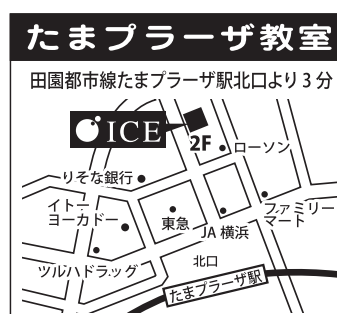 たまプラーザ教室
田園都市線たまプラーザ駅北口より3分
ICE
2F
ローソン
りそな銀行
イトー
ヨーカドー
東急
JA 横浜
ファミリー
マート
ツルハドラッグ
北口
たまプラーザ駅